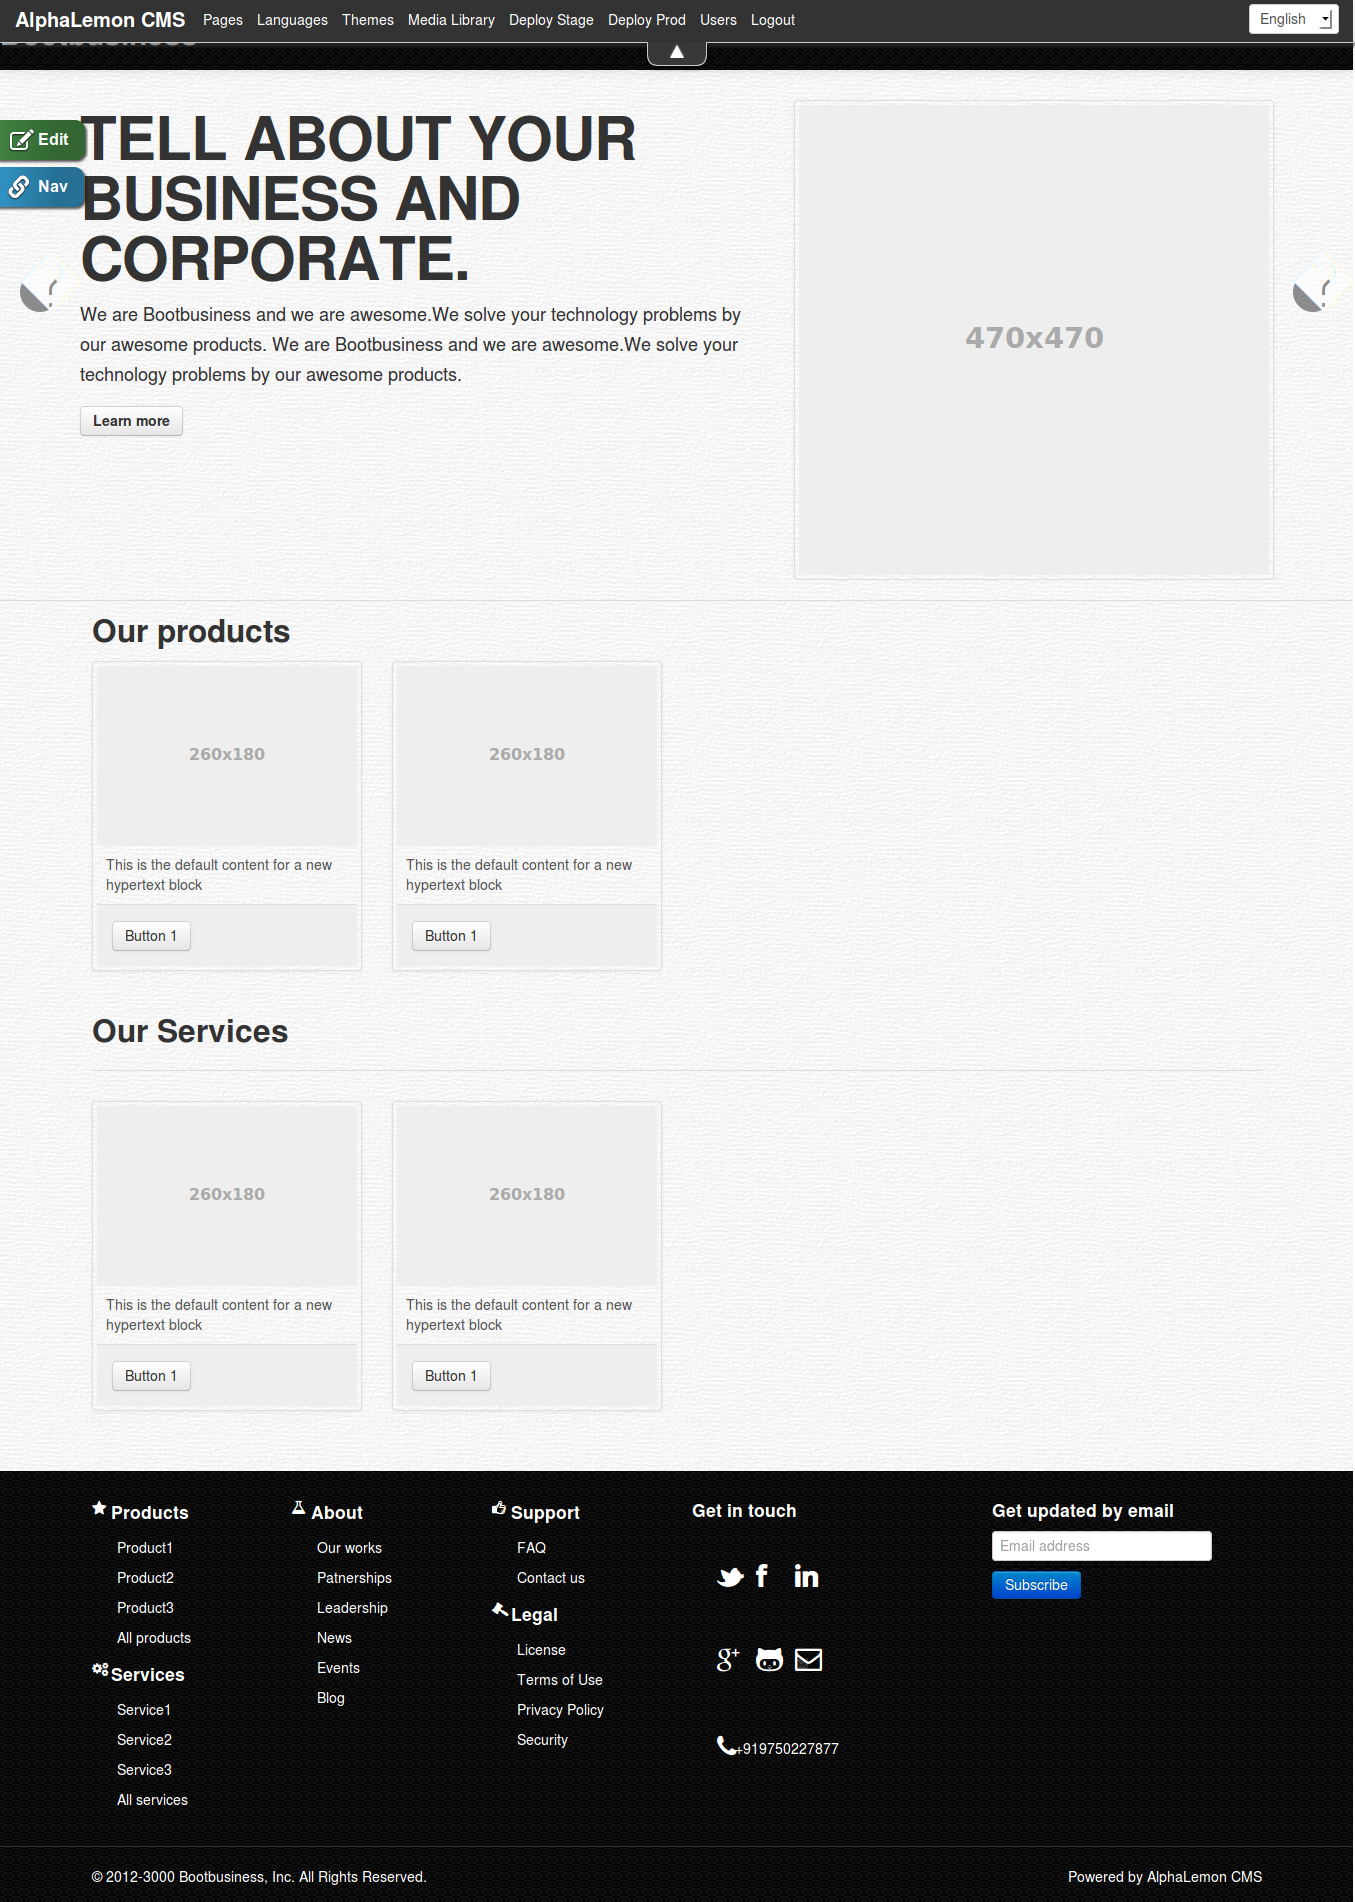 AlphaLemon CMS Pages Languages Themes Media Library Deploy Stage Deploy Prod Users Logout English
Edit
Nav
TELL ABOUT YOUR
BUSINESS AND
CORPORATE.
We are Bootbusiness and we are awesome.We solve your technology problems by
our awesome products. We are Bootbusiness and we are awesome.We solve your
technology problems by our awesome products.
Learn more
470x470
Our products
260x180 260x180
This is the default content for a new This is the default content for a new
hypertext block hypertext block
Button 1 Button 1
Our Services
260x180 260x180
This is the default content for a new This is the default content for a new
hypertext block hypertext block
Button 1 Button 1
Products
Product1
Product2
Product3
All products
Services
Service1
Service2
Service3
All services
About
Our works
Patnerships
Leadership
News
Events
Blog
Support
FAQ
Contact us
Legal
License
Terms of Use
Privacy Policy
Security
Get in touch
+919750227877
Get updated by email
Email address
Subscribe
© 2012-3000 Bootbusiness, Inc. All Rights Reserved.
Powered by AlphaLemon CMS